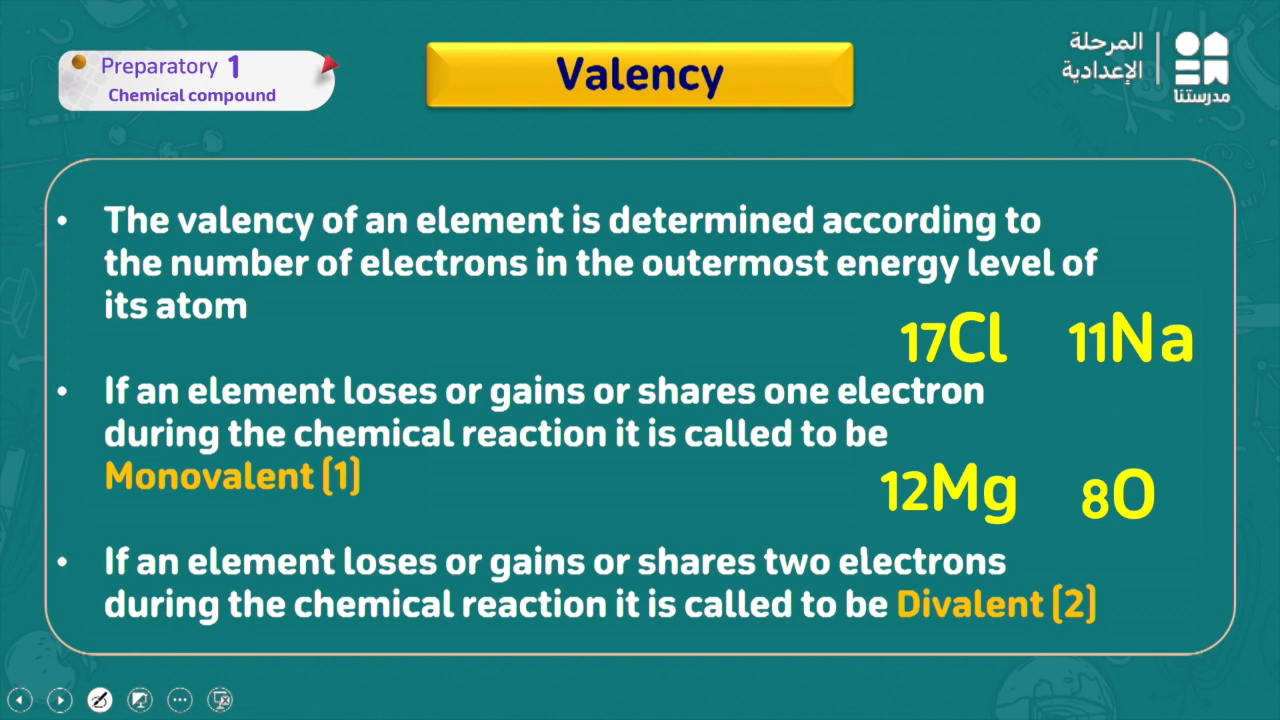 Preparatory 1
Chemical compound
Valency
المرحلة
الإعدادية
مدرستنا
• The valency of an element is determined according to
the number of electrons in the outermost energy level of
its atom
17Cl 11Na
• If an element loses or gains or shares one electron
during the chemical reaction it is called to be
Monovalent (1)
12Mg 8O
• If an element loses or gains or shares two electrons
during the chemical reaction it is called to be Divalent (2)